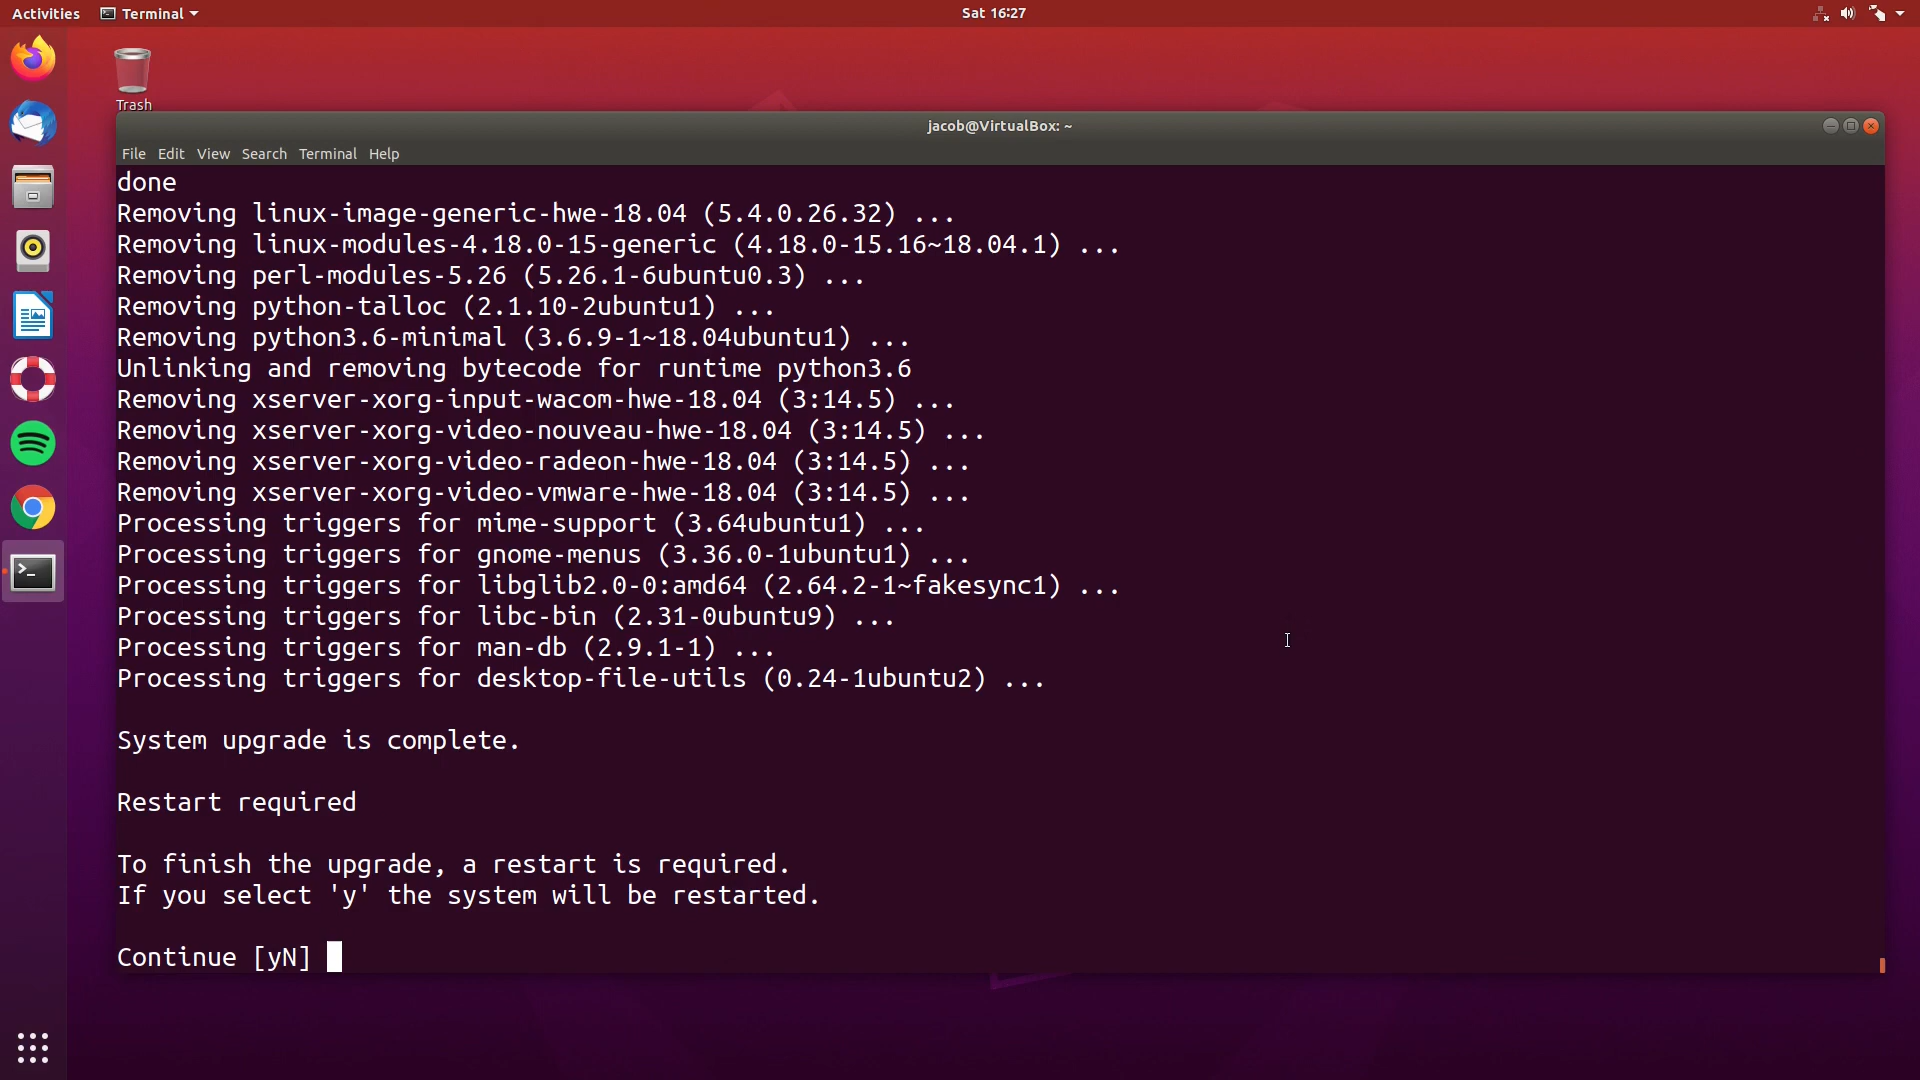 Activities Terminal Sat 16:27
Trash
jacob@VirtualBox: ~
File Edit View Search Terminal Help
done
Removing linux-image-generic-hwe-18.04 (5.4.0.26.32) ...
Removing linux-modules-4.18.0-15-generic (4.18.0-15.16~18.04.1) ...
Removing perl-modules-5.26 (5.26.1-6ubuntu0.3) ...
Removing python-talloc (2.1.10-2ubuntu1) ...
Removing python3.6-minimal (3.6.9-1~18.04ubuntu1) ...
Unlinking and removing bytecode for runtime python3.6
Removing xserver-xorg-input-wacom-hwe-18.04 (3:14.5) ...
Removing xserver-xorg-video-nouveau-hwe-18.04 (3:14.5) ...
Removing xserver-xorg-video-radeon-hwe-18.04 (3:14.5) ...
Removing xserver-xorg-video-vmware-hwe-18.04 (3:14.5) ...
Processing triggers for mime-support (3.64ubuntu1) ...
Processing triggers for gnome-menus (3.36.0-1ubuntu1) ...
Processing triggers for libglib2.0-0:amd64 (2.64.2-1~fakesync1) ...
Processing triggers for libc-bin (2.31-0ubuntu9) ...
Processing triggers for man-db (2.9.1-1) ...
Processing triggers for desktop-file-utils (0.24-1ubuntu2) ...
System upgrade is complete.
Restart required
To finish the upgrade, a restart is required.
If you select 'y' the system will be restarted.
Continue [yN]